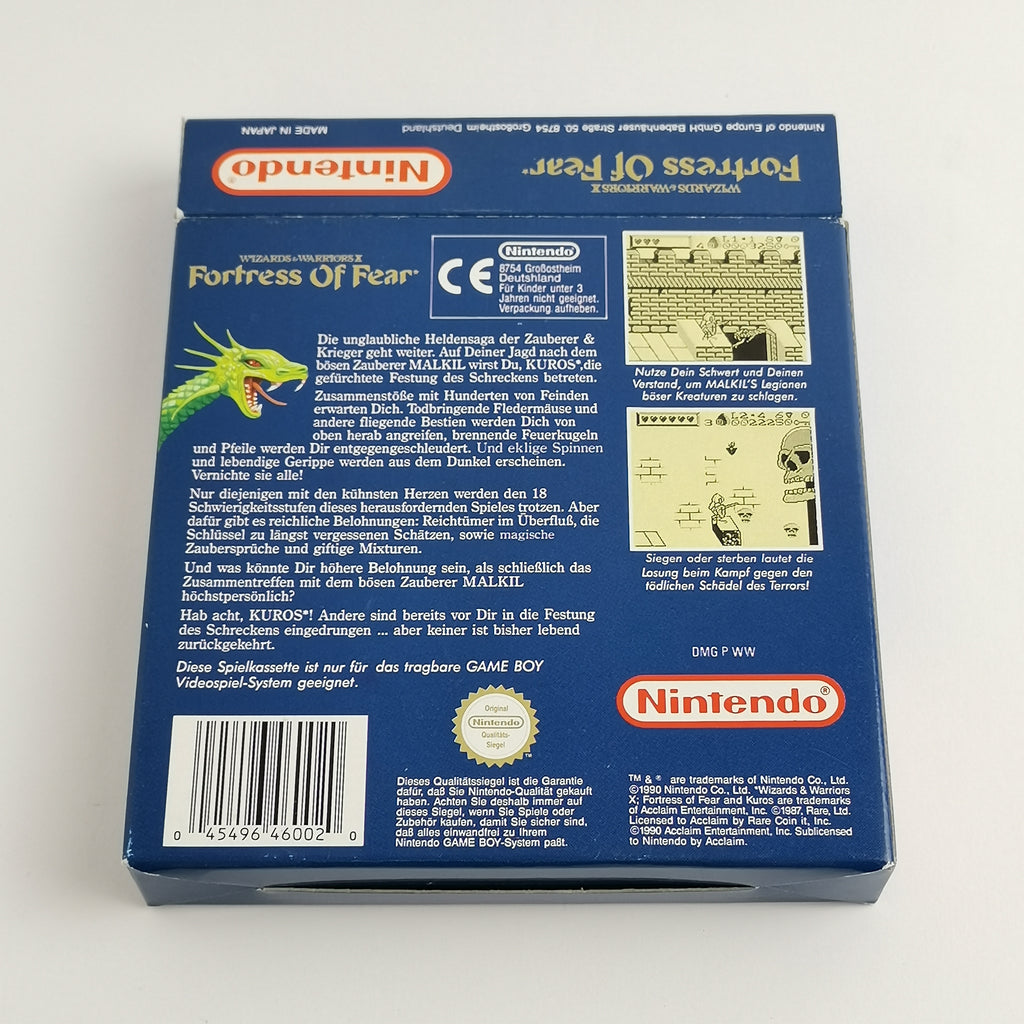 MADE IN JAPAN
Nintendo of Europe GmbH Babenhäuser Straße 50, 8754 Großostheim Deutschland
Nintendo®
WIZARDS & WARRIORS X
Fortress Of Fear*
WIZARDS & WARRIORS X
Fortress Of Fear*
CE
Nintendo
8754 Großostheim
Deutschland
Für Kinder unter 3
Jahren nicht geeignet.
Verpackung aufheben.
Die unglaubliche Heldensaga der Zauberer &
Krieger geht weiter. Auf Deiner Jagd nach dem
bösen Zauberer MALKIL wirst Du, KUROS*,die
gefürchtete Festung des Schreckens betreten.
Zusammenstöße mit Hunderten von Feinden
erwarten Dich. Todbringende Fledermäuse und
andere fliegende Bestien werden Dich von
oben herab angreifen, brennende Feuerkugeln
und Pfeile werden Dir entgegengeschleudert. Und eklige Spinnen
und lebendige Gerippe werden aus dem Dunkel erscheinen.
Vernichte sie alle!
Nur diejenigen mit den kühnsten Herzen werden den 18
Schwierigkeitsstufen dieses herausfordernden Spieles trotzen. Aber
dafür gibt es reichliche Belohnungen: Reichtümer im Überfluß, die
Schlüssel zu längst vergessenen Schätzen, sowie magische
Zaubersprüche und giftige Mixturen.
Und was könnte Dir höhere Belohnung sein, als schließlich das
Zusammentreffen mit dem bösen Zauberer MALKIL
höchstpersönlich?
Hab acht, KUROS*! Andere sind bereits vor Dir in die Festung
des Schreckens eingedrungen ... aber keiner ist bisher lebend
zurückgekehrt.
Diese Spielkassette ist nur für das tragbare GAME BOY
Videospiel-System geeignet.
Nutze Dein Schwert und Deinen
Verstand, um MALKIL'S Legionen
böser Kreaturen zu schlagen.
Siegen oder sterben lautet die
Losung beim Kampf gegen den
tödlichen Schädel des Terrors!
DMG P WW
Nintendo®
Original
Nintendo
Qualitäts-
Siegel
TM
0 45496 46002 0
Dieses Qualitätssiegel ist die Garantie
dafür, daß Sie Nintendo-Qualität gekauft
haben. Achten Sie deshalb immer auf
dieses Siegel, wenn Sie Spiele oder
Zubehör kaufen, damit Sie sicher sind,
daß alles einwandfrei zu Ihrem
Nintendo GAME BOY-System paßt.
TM & ® are trademarks of Nintendo Co., Ltd.
©1990 Nintendo Co., Ltd. *Wizards & Warriors
X; Fortress of Fear and Kuros are trademarks
of Acclaim Entertainment, Inc. ©1987, Rare, Ltd.
Licensed to Acclaim by Rare Coin it, Inc.
©1990 Acclaim Entertainment, Inc. Sublicensed
to Nintendo by Acclaim.